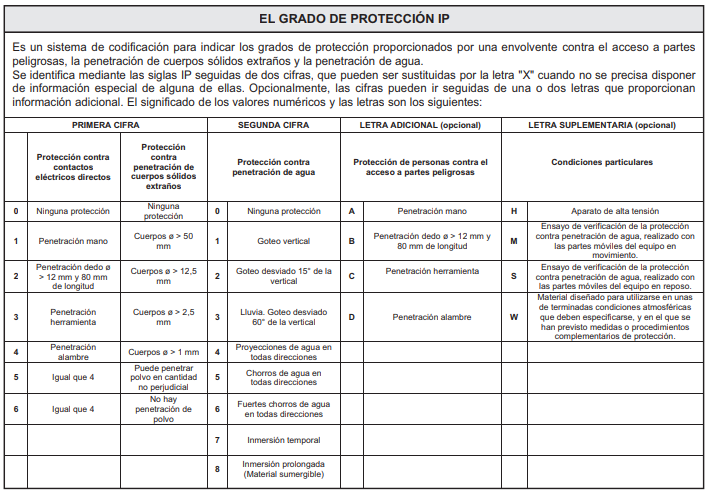 EL GRADO DE PROTECCIÓN IP
Es un sistema de codificación para indicar los grados de protección proporcionados por una envolvente contra el acceso a partes
peligrosas, la penetración de cuerpos sólidos extraños y la penetración de agua.
Se identifica mediante las siglas IP seguidas de dos cifras, que pueden ser sustituidas por la letra "X" cuando no se precisa disponer
de información especial de alguna de ellas. Opcionalmente, las cifras pueden ir seguidas de una o dos letras que proporcionan
información adicional. El significado de los valores numéricos y las letras son los siguientes:
PRIMERA CIFRA SEGUNDA CIFRA LETRA ADICIONAL (opcional) LETRA SUPLEMENTARIA (opcional)
Protección contra
contactos
eléctricos directos
Protección
contra
penetración de
cuerpos sólidos
extraños
Protección contra
penetración de agua
Protección de personas contra el
acceso a partes peligrosas
Condiciones particulares
0 Ninguna protección
Ninguna
protección
0 Ninguna protección
A Penetración mano
H Aparato de alta tensión
1 Penetración mano
Cuerpos ø > 50
mm
1 Goteo vertical
B Penetración dedo ø > 12 mm y
80 mm de longitud
M Ensayo de verificación de la protección
contra penetración de agua, realizado con
las partes móviles del equipo en
movimiento.
2 Penetración dedo ø
> 12 mm y 80 mm
de longitud
Cuerpos ø > 12,5
mm
2 Goteo desviado 15° de la
vertical
C Penetración herramienta
S Ensayo de verificación de la protección
contra penetración de agua, realizado con
las partes móviles del equipo en reposo.
3 Penetración
herramienta
Cuerpos ø > 2,5
mm
3 Lluvia. Goteo desviado
60° de la vertical
D Penetración alambre
W Material diseñado para utilizarse en unas
de terminadas condiciones atmosféricas
que deben especificarse, y en el que se
han previsto medidas o procedimientos
complementarios de protección.
4 Penetración
alambre
Cuerpos ø > 1 mm
4 Proyecciones de agua en
todas direcciones
5 Igual que 4
Puede penetrar
polvo en cantidad
no perjudicial
5 Chorros de agua en
todas direcciones
6 Igual que 4
No hay
penetración de
polvo
6 Fuertes chorros de agua
en todas direcciones
7 Inmersión temporal
8 Inmersión prolongada
(Material sumergible)